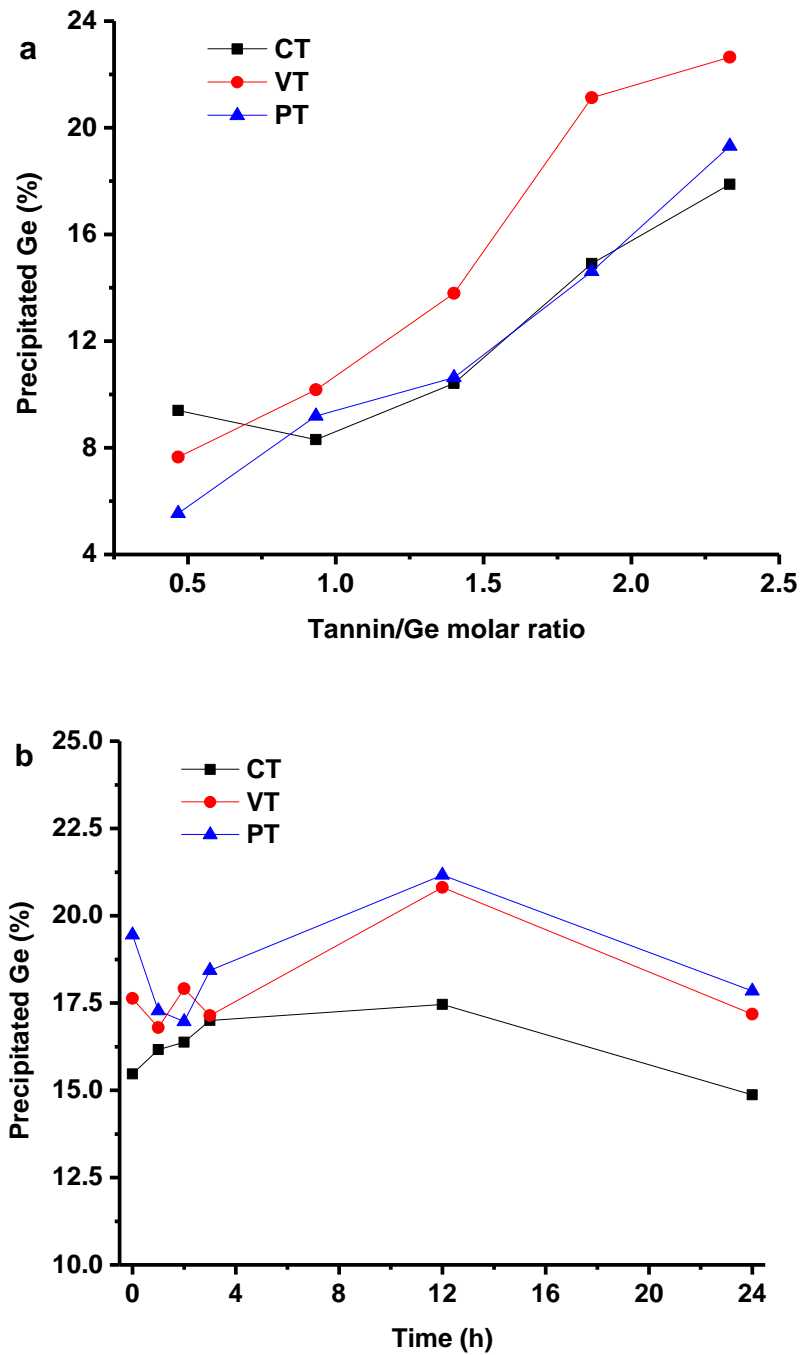 a
CT
VT
PT
24
20
16
12
8
4
Precipitated Ge (%)
0.5 1.0 1.5 2.0 2.5
Tannin/Ge molar ratio
b
CT
VT
PT
25.0
22.5
20.0
17.5
15.0
12.5
10.0
Precipitated Ge (%)
0 4 8 12 16 20 24
Time (h)